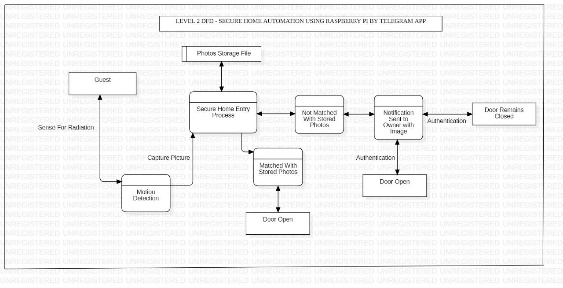 LEVEL 2 DFD - SECURE HOME AUTOMATION USING RASPBERRY PI BY TELEGRAM APP
Photos Storage File
Guest
Secure Home Entry
Process
Not Matched
With Stored
Photos
Notification
Sent to
Owner with
Image
Door Remains
Closed
Authentication
Sense For Radiation
Capture Picture
Authentication
Matched With
Stored Photos
Door Open
Motion
Detection
Door Open